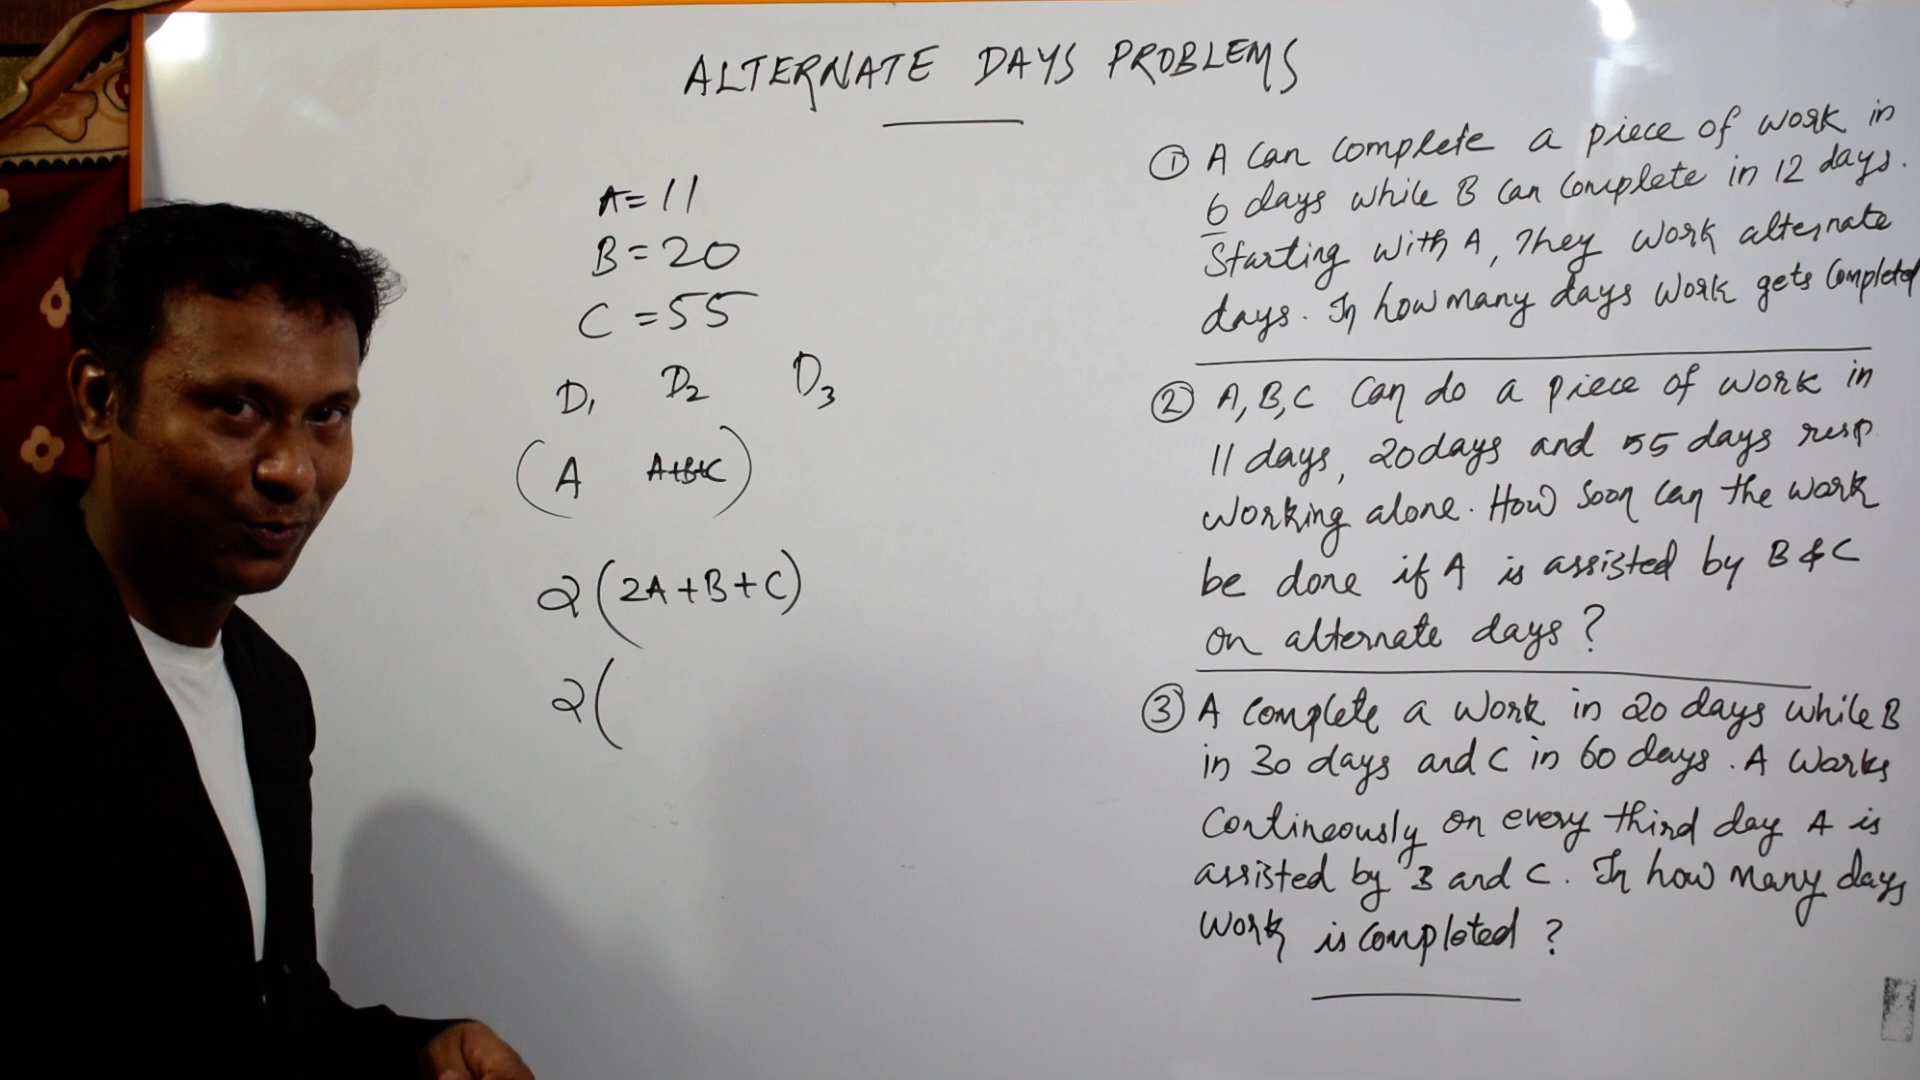 ALTERNATE DAYS PROBLEMS
A = 11
B = 20
C = 55
D1 D2 D3
(A A+B+C)
2(2A+B+C)
2(
① A Can complete a piece of work in
6 days while B can complete in 12 days.
Starting with A, They work alternate
days. In how many days work gets Completed
② A, B, C Can do a piece of work in
11 days, 20 days and 55 days resp
working alone. How soon can the work
be done if A is assisted by B & C
on alternate days?
③ A complete a work in 20 days while B
in 30 days and C in 60 days. A works
Contineously on every third day A is
assisted by B and C. In how many days
work is completed?